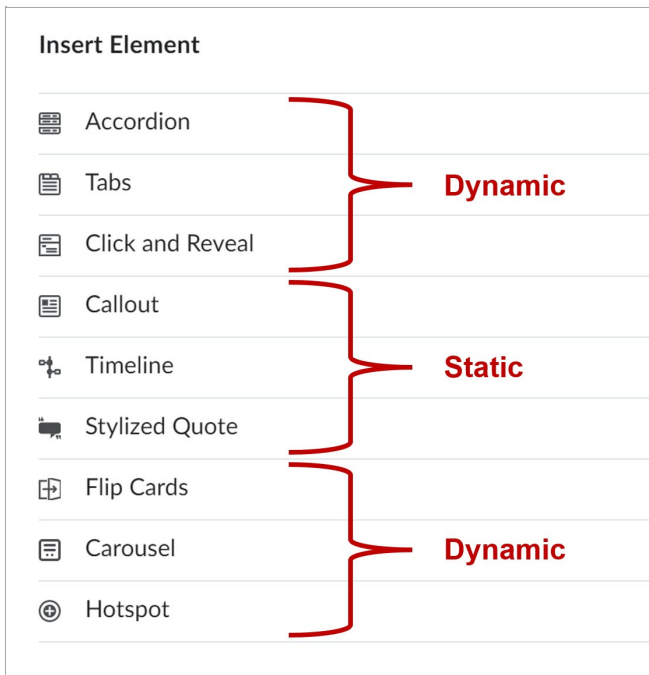 Insert Element
Accordion
Tabs
Dynamic
Click and Reveal
Callout
Timeline
Static
Stylized Quote
Flip Cards
Carousel
Dynamic
Hotspot